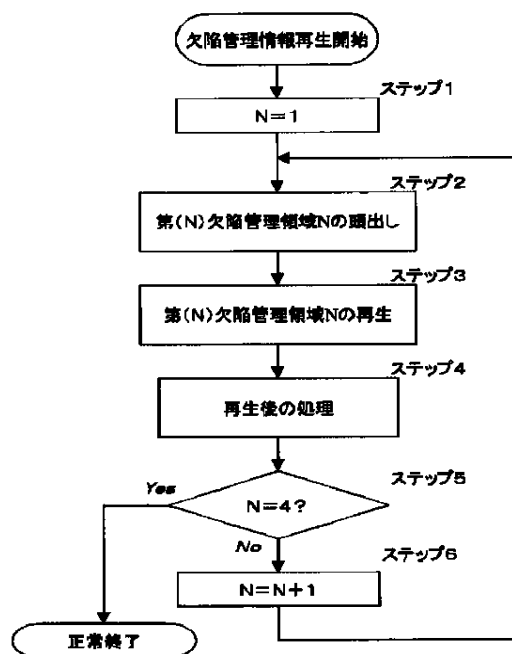 欠陥管理情報再生開始
ステップ1
N=1
ステップ2
第(N)欠陥管理領域Nの頭出し
ステップ3
第(N)欠陥管理領域Nの再生
ステップ4
再生後の処理
ステップ5
Yes
N=4?
No
ステップ6
N=N+1
正常終了